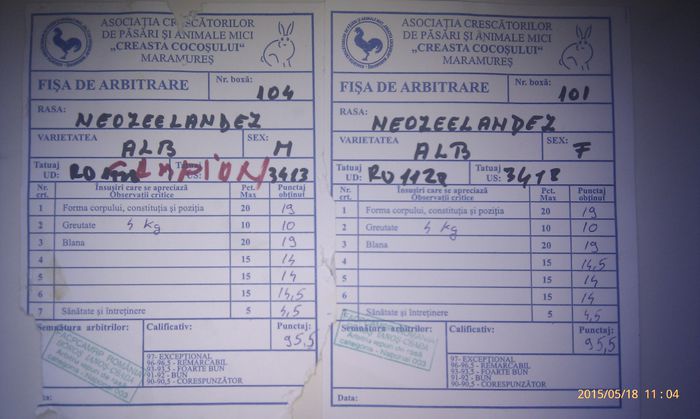 ASOCIAȚIA CRESCĂTORILOR
DE PĂSĂRI ȘI ANIMALE MICI
„CREASTA COCOȘULUI"
MARAMUREȘ
FIȘA DE ARBITRARE
Nr. boxă:
104
RASA:
NEOZEELANDEZ
VARIETATEA
ALB
SEX:
M
Tatuaj
UD:
RO
CAMPION
3413
Nr. crt.
Însușiri care se apreciază
Observații critice
Pct. Max
Punctaj obținut
1 Forma corpului, constituția și poziția 20 19
2 Greutate 4 kg 10 10
3 Blana 20 19
4 15 14
5 15 14
6 15 14,5
7 Sănătate și întreținere 5 4,5
Semnătura arbitrilor:
Calificativ:
Punctaj:
95,5
97- EXCEPȚIONAL
96-96,5 - REMARCABIL
93-93,5 - FOARTE BUN
91-92 - BUN
90-90,5 - CORESPUNZĂTOR
ASOCIAȚIA CRESCĂTORILOR
DE PĂSĂRI ȘI ANIMALE MICI
„CREASTA COCOȘULUI"
MARAMUREȘ
FIȘA DE ARBITRARE
Nr. boxă:
101
RASA:
NEOZEELANDEZ
VARIETATEA
ALB
SEX:
F
Tatuaj
UD:
RO 112
Tatuaj
US:
3418
Nr. crt.
Însușiri care se apreciază
Observații critice
Pct. Max
Punctaj obținut
1 Forma corpului, constituția și poziția 20 19
2 Greutate 4 kg 10 10
3 Blana 20 19
4 15 14,5
5 15 14
6 15 14
7 Sănătate și întreținere 5 4,5
Semnătura arbitrilor:
Calificativ:
Punctaj:
95,5
97- EXCEPȚIONAL
96-96,5 - REMARCABIL
93-93,5 - FOARTE BUN
91-92 - BUN
90-90,5 - CORESPUNZĂTOR
Data:
2015/05/18 11:04